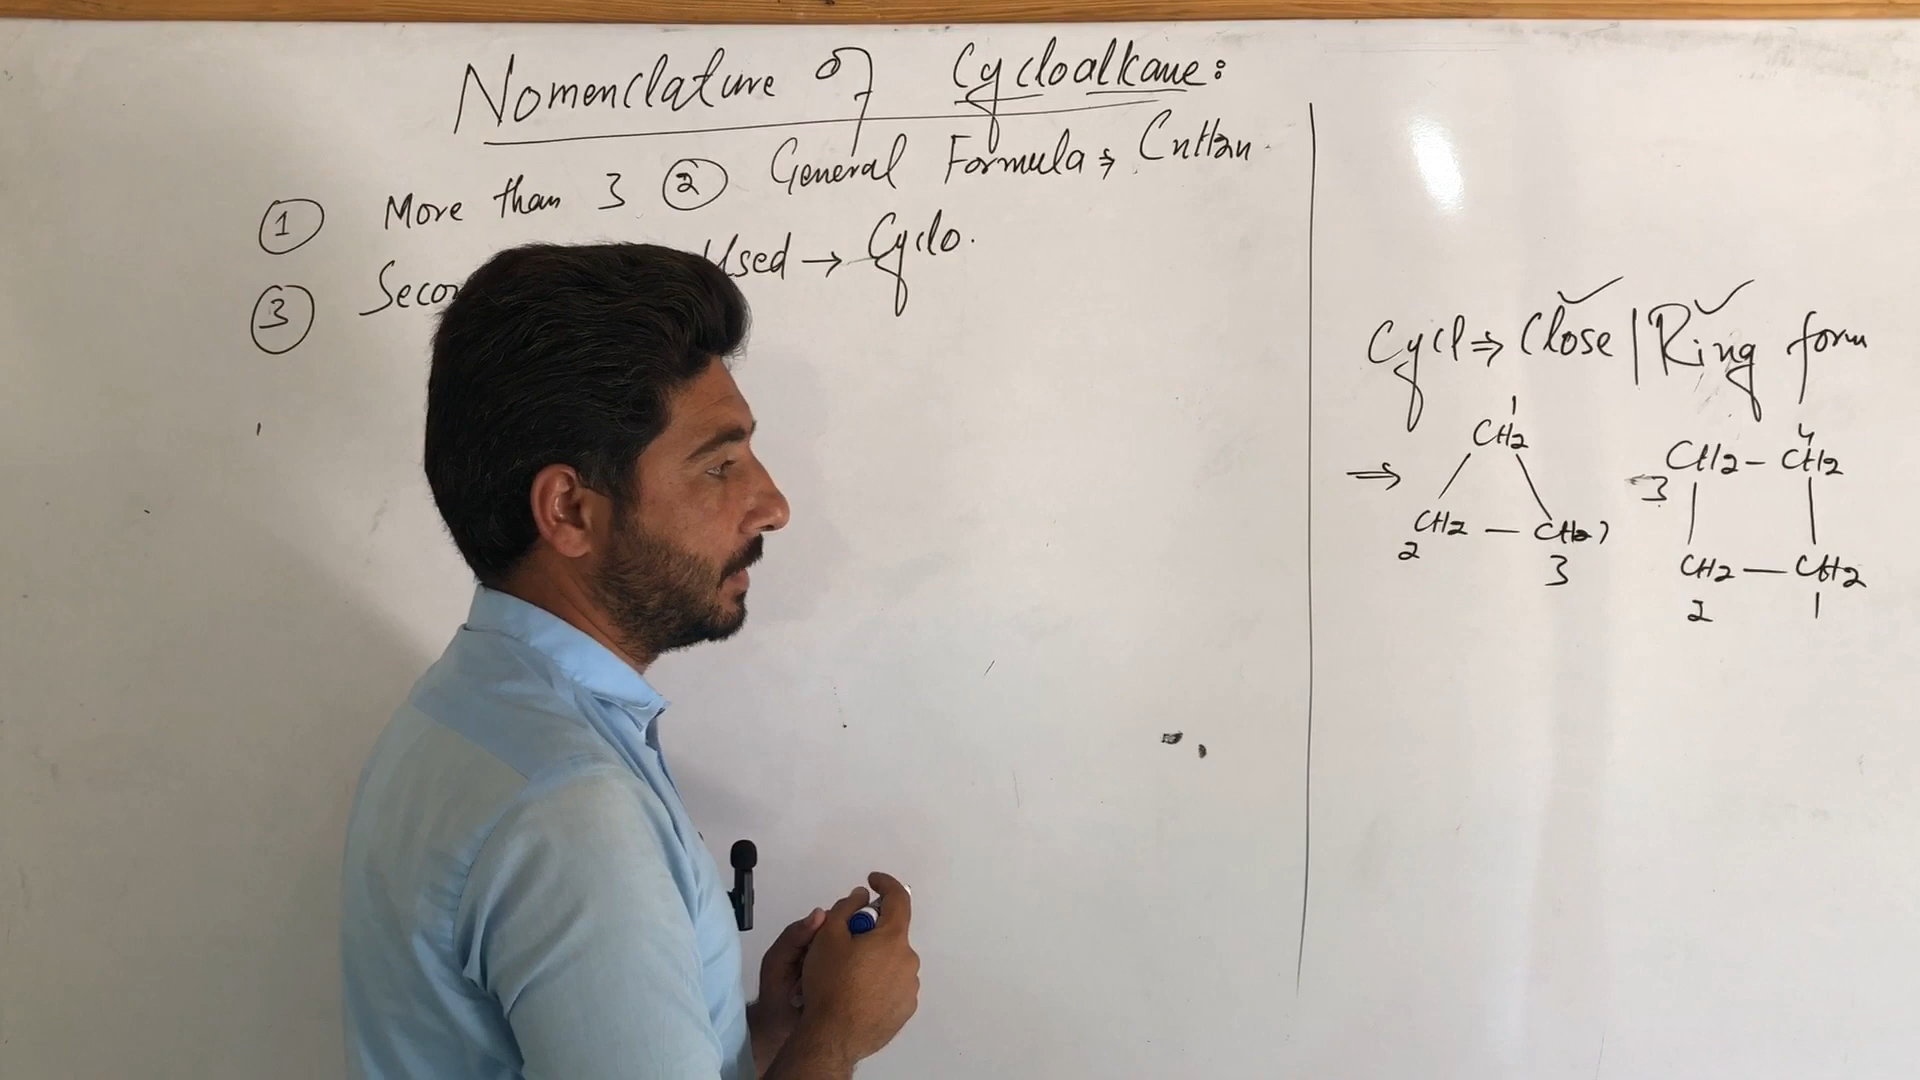 Nomenclature of Cycloalkane:
① More than 3 ② General Formula ⇒ CnH2n.
③ Used → Cyclo.
Cycl ⇒ Close | Ring form
⇒
1
CH2
CH2 — CH2,
2 3
4
CH2 – CH2
3
CH2 — CH2
2 1